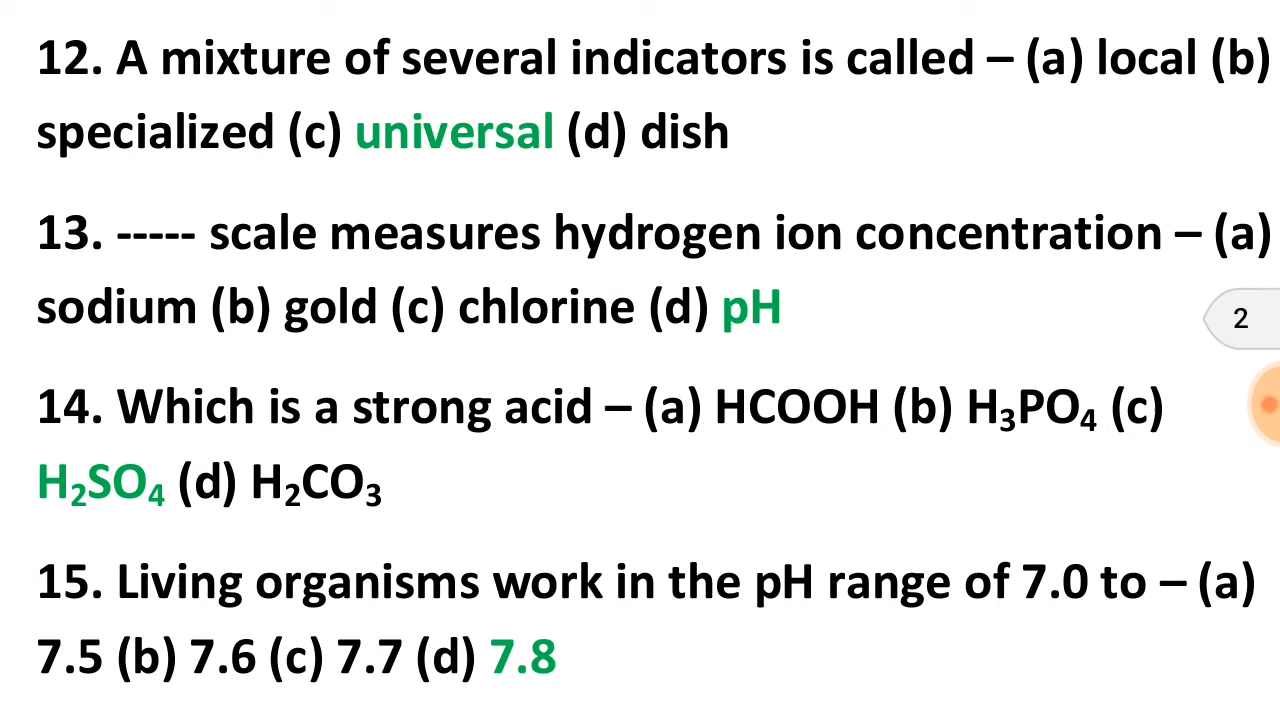 12. A mixture of several indicators is called – (a) local (b)
specialized (c) universal (d) dish
13. ----- scale measures hydrogen ion concentration – (a)
sodium (b) gold (c) chlorine (d) pH
2
14. Which is a strong acid – (a) HCOOH (b) H₃PO₄ (c)
H₂SO₄ (d) H₂CO₃
15. Living organisms work in the pH range of 7.0 to – (a)
7.5 (b) 7.6 (c) 7.7 (d) 7.8